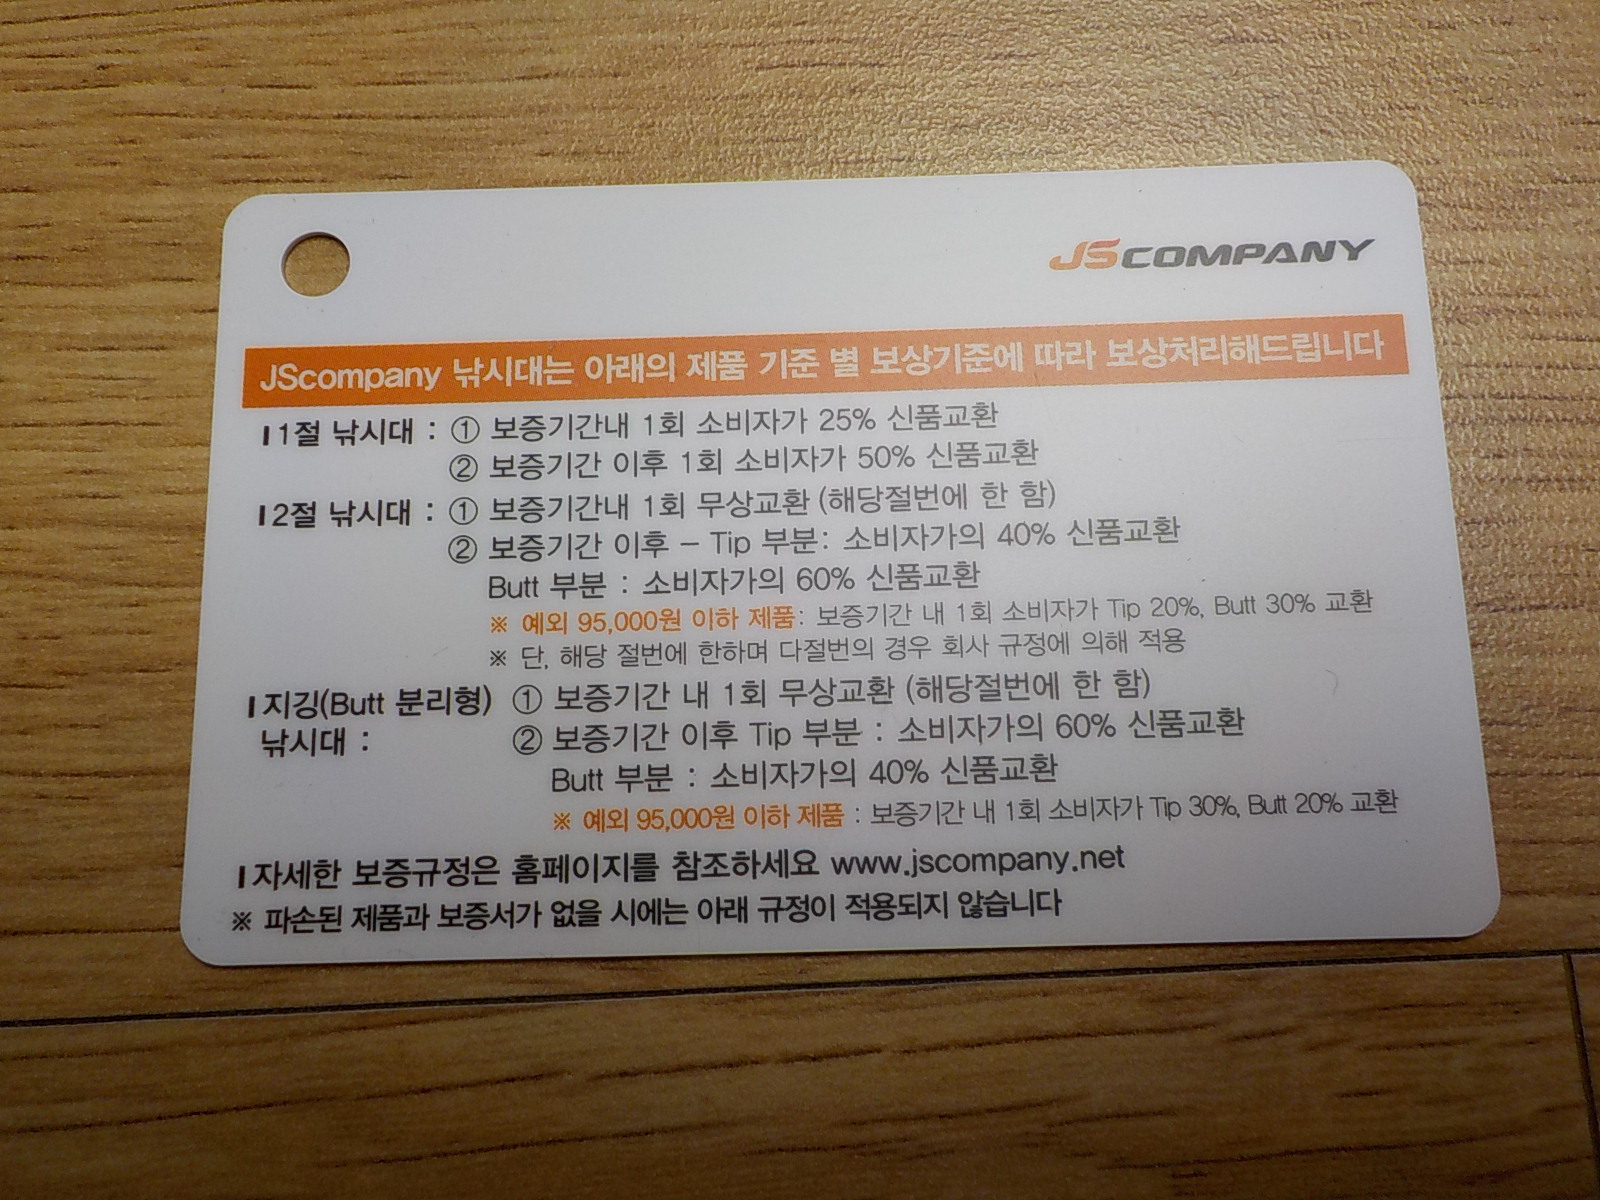 JSCOMPANY
JScompany 낚시대는 아래의 제품 기준 별 보상기준에 따라 보상처리해드립니다
I 1절 낚시대 : ① 보증기간내 1회 소비자가 25% 신품교환
② 보증기간 이후 1회 소비자가 50% 신품교환
I 2절 낚시대 : ① 보증기간내 1회 무상교환 (해당절번에 한 함)
② 보증기간 이후 – Tip 부분: 소비자가의 40% 신품교환
Butt 부분 : 소비자가의 60% 신품교환
※ 예외 95,000원 이하 제품: 보증기간 내 1회 소비자가 Tip 20%, Butt 30% 교환
※ 단, 해당 절번에 한하며 다절번의 경우 회사 규정에 의해 적용
I 지깅(Butt 분리형) ① 보증기간 내 1회 무상교환 (해당절번에 한 함)
낚시대 : ② 보증기간 이후 Tip 부분 : 소비자가의 60% 신품교환
Butt 부분 : 소비자가의 40% 신품교환
※ 예외 95,000원 이하 제품 : 보증기간 내 1회 소비자가 Tip 30%, Butt 20% 교환
I 자세한 보증규정은 홈페이지를 참조하세요 www.jscompany.net
※ 파손된 제품과 보증서가 없을 시에는 아래 규정이 적용되지 않습니다